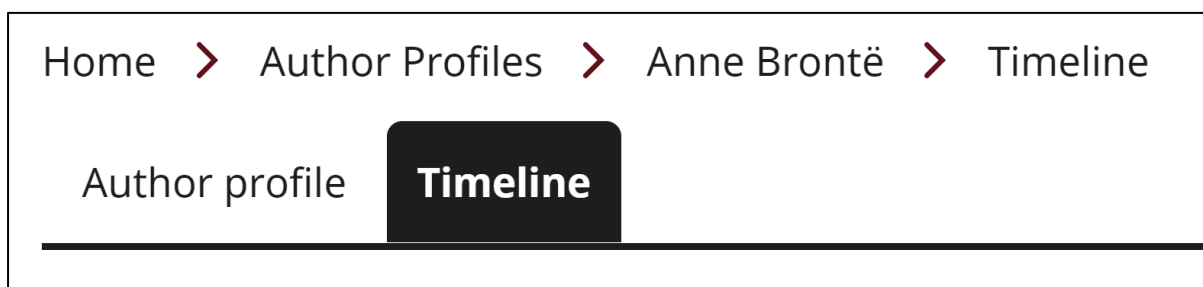 Home > Author Profiles > Anne Brontë > Timeline
Author profile Timeline